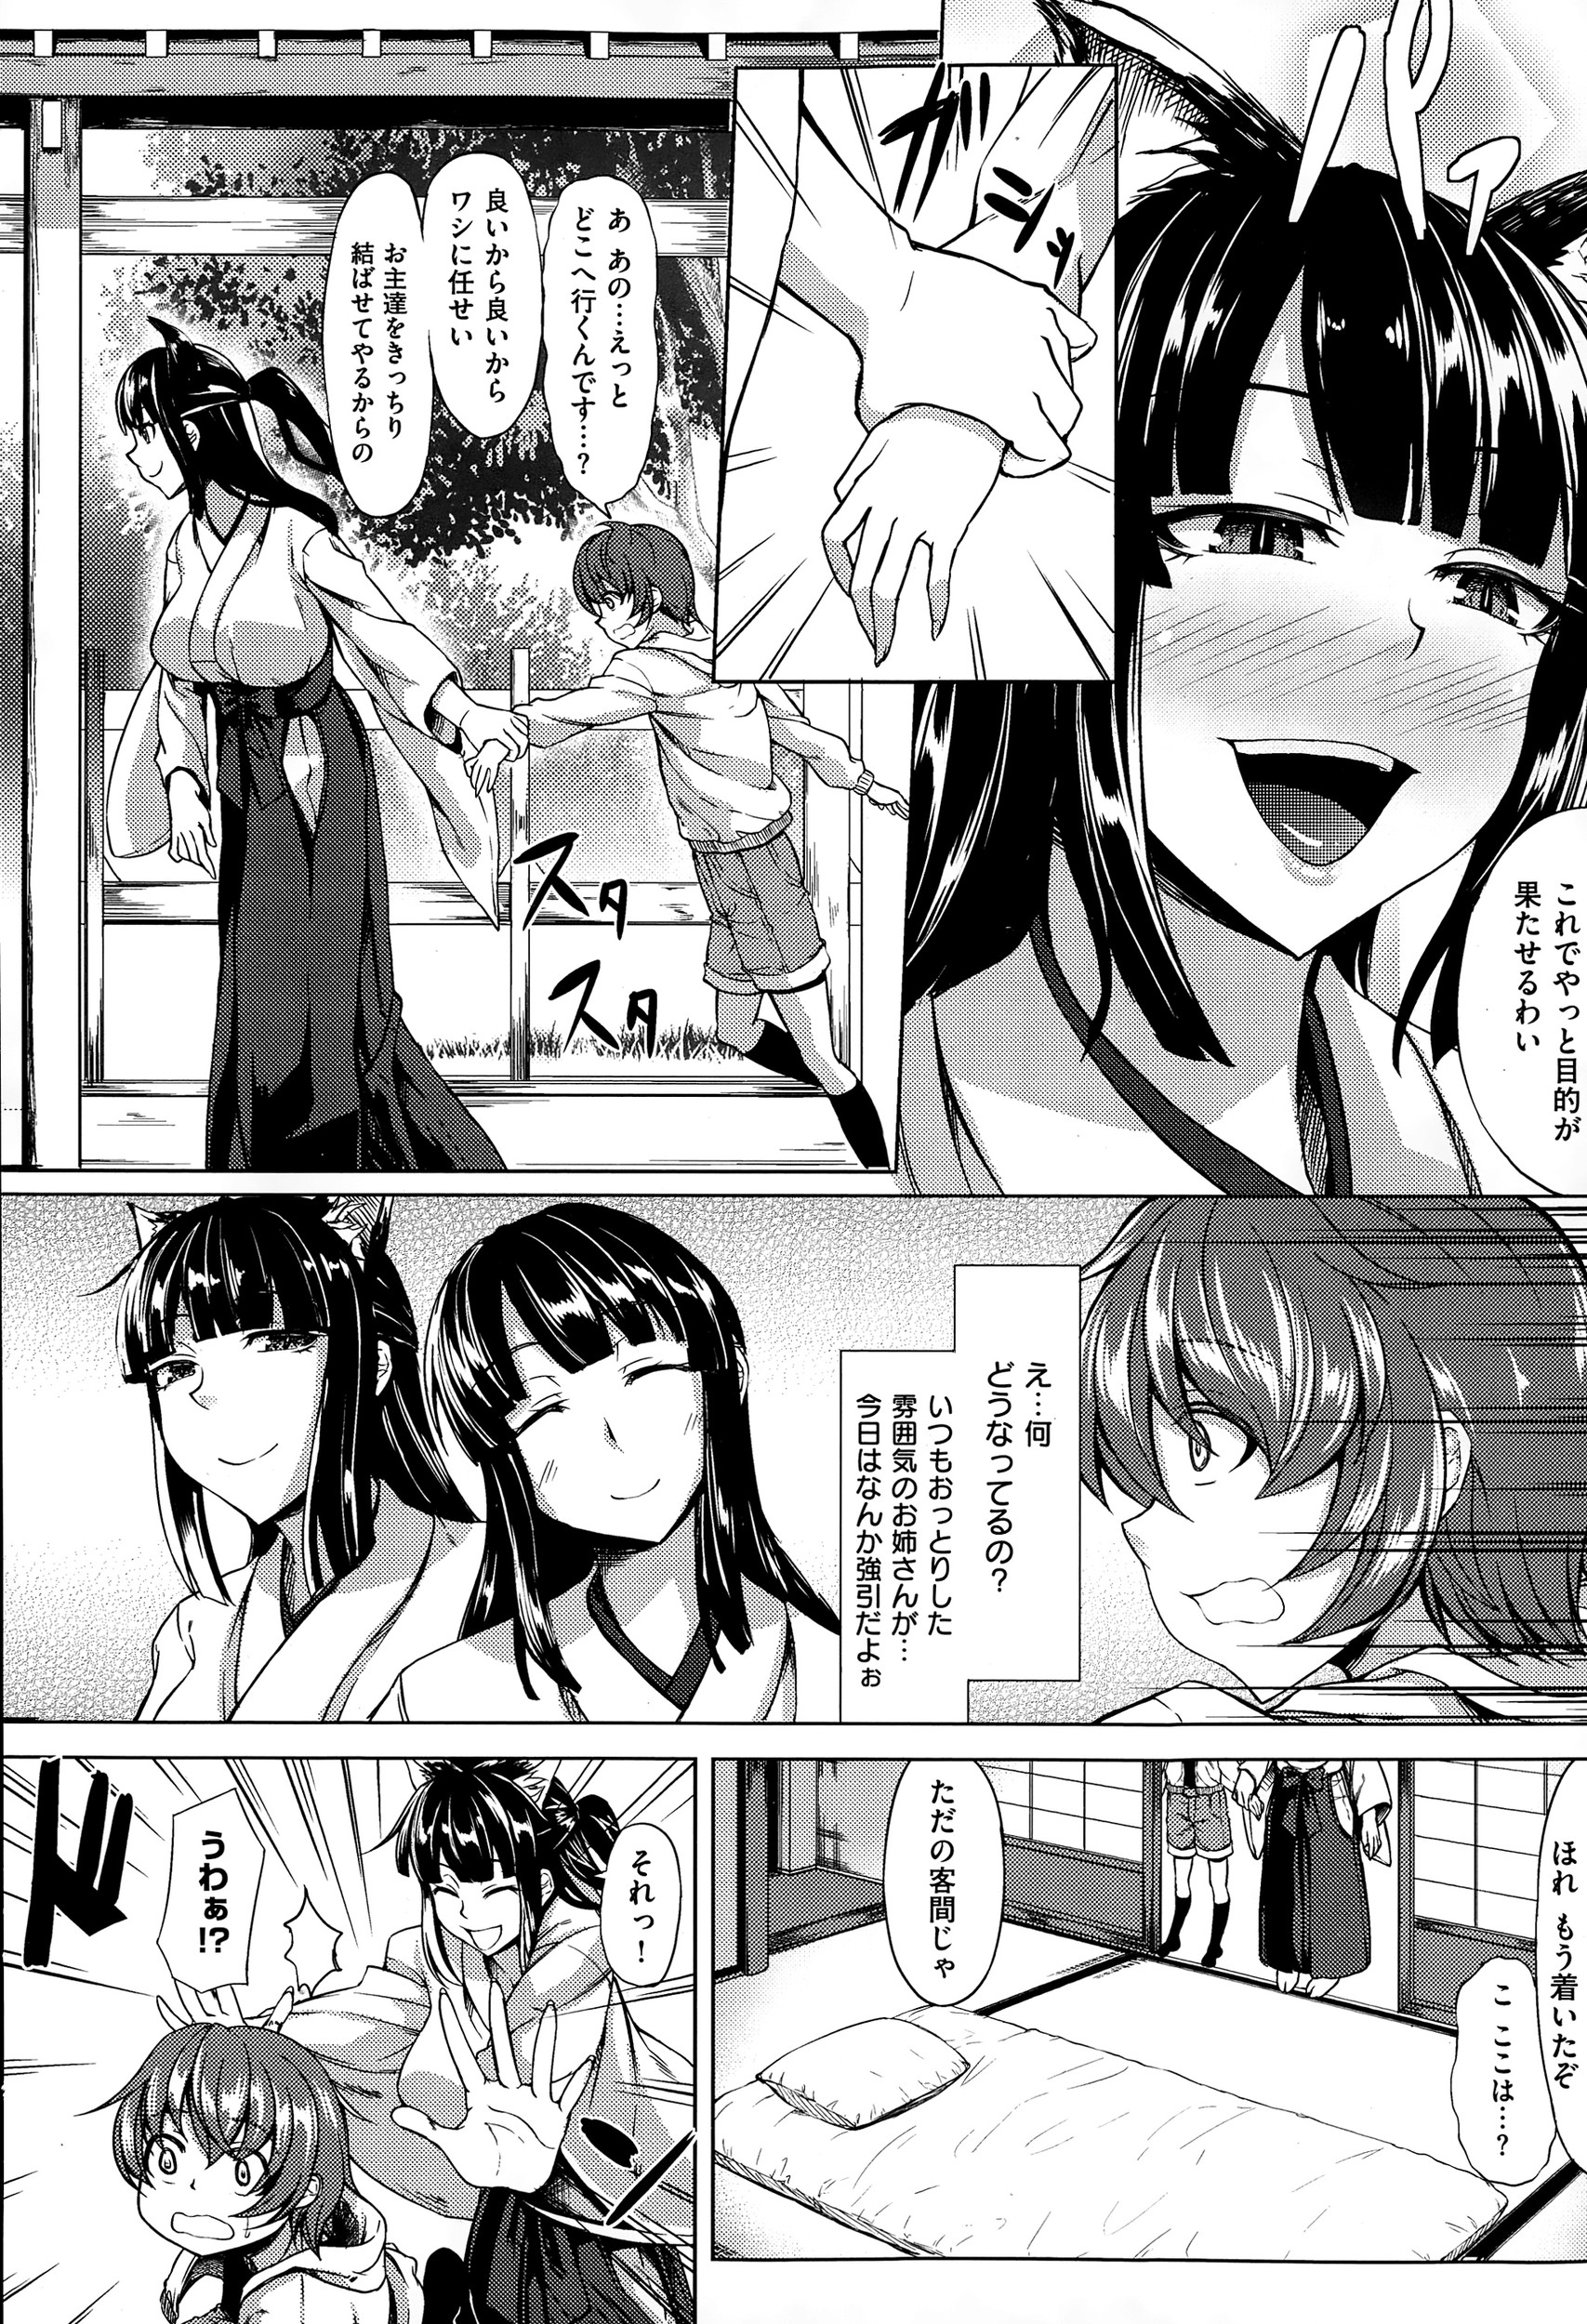 パァ
これでやっと目的が
果たせるわい
ガシッ
あ あの…えっと
どこへ行くんです…?
良いから良いから
ワシに任せい
お主達をきっちり
結ばせてやるからの
スタ
スタ
え…何
どうなってるの?
いつもおっとりした
雰囲気のお姉さんが…
今日はなんか強引だよぉ
ほれ もう着いたぞ
こ ここは…?
ただの客間じゃ
それっ!
うわぁ!?
ドン